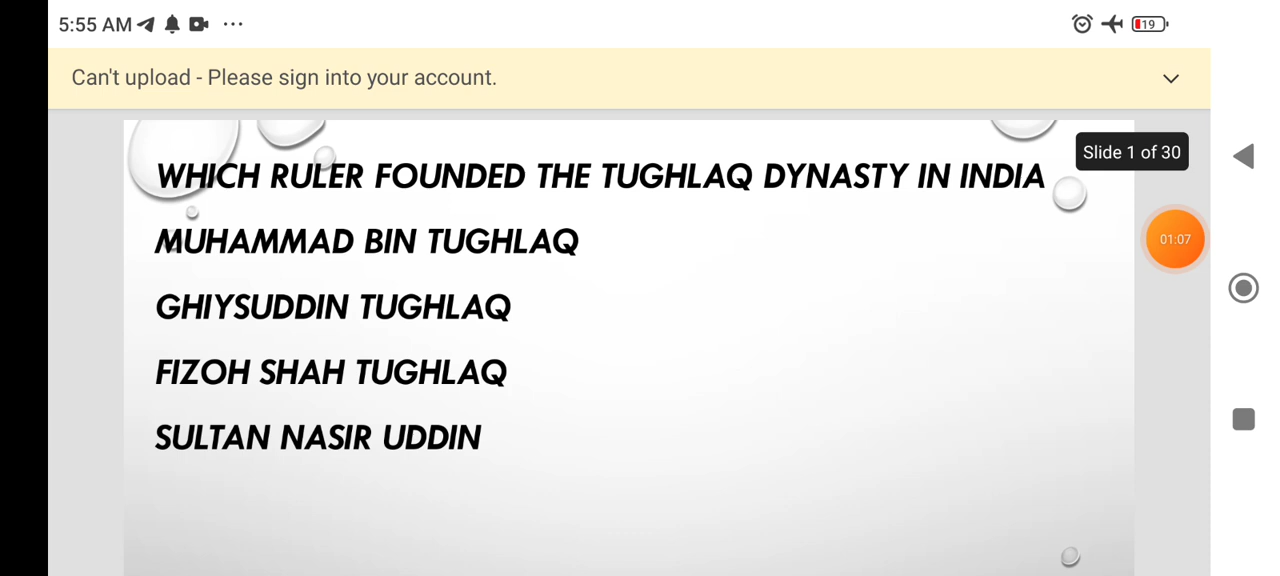 5:55 AM ...
19
Can't upload - Please sign into your account.
Slide 1 of 30
WHICH RULER FOUNDED THE TUGHLAQ DYNASTY IN INDIA
01:07
MUHAMMAD BIN TUGHLAQ
GHIYSUDDIN TUGHLAQ
FIZOH SHAH TUGHLAQ
SULTAN NASIR UDDIN